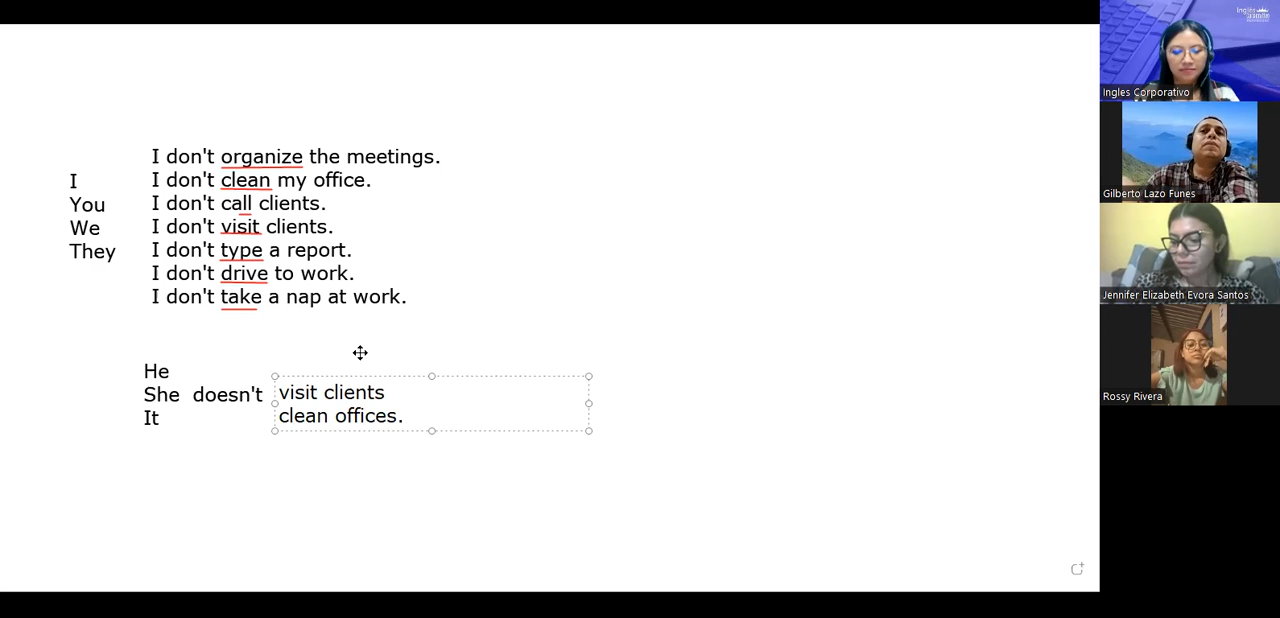 I
You
We
They
I don't organize the meetings.
I don't clean my office.
I don't call clients.
I don't visit clients.
I don't type a report.
I don't drive to work.
I don't take a nap at work.
He
She doesn't
It
visit clients
clean offices.
Ingles Corporativo
Gilberto Lazo Funes
Jennifer Elizabeth Evora Santos
Rossy Rivera